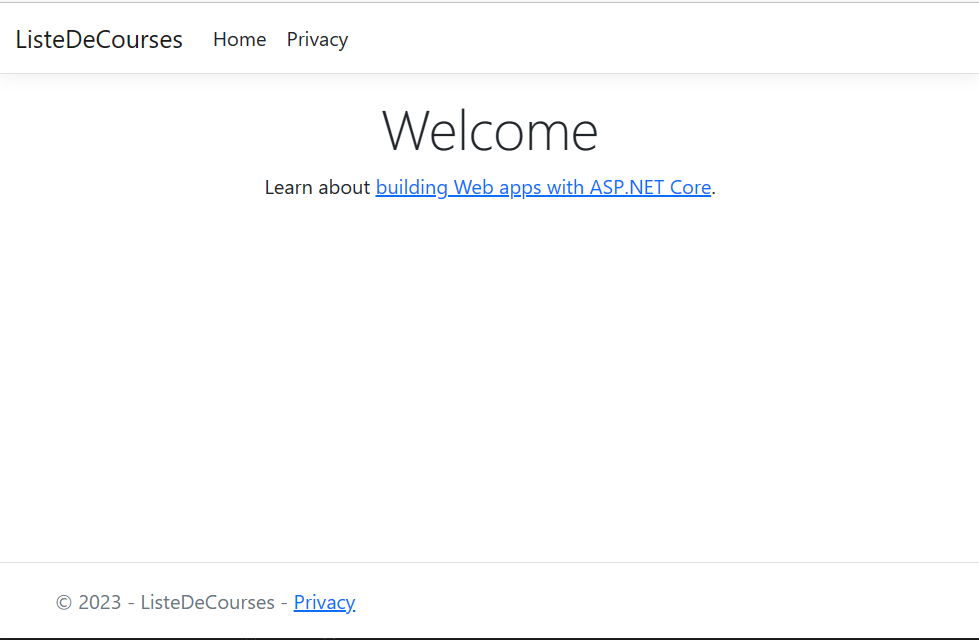 ListeDeCourses Home Privacy
Welcome
Learn about building Web apps with ASP.NET Core.
© 2023 - ListeDeCourses - Privacy